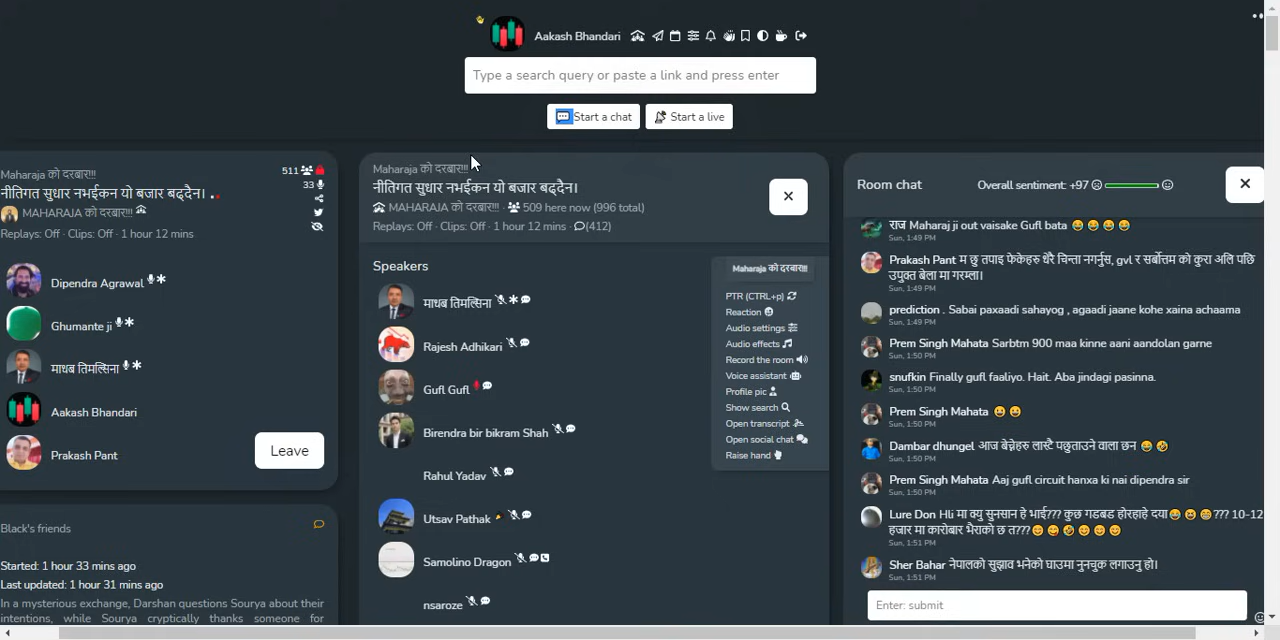 Aakash Bhandari
Type a search query or paste a link and press enter
Start a chat
Start a live
Maharaja को दरबार!!!
511
नीतिगत सुधार नभईकन यो बजार बढ्दैन। ..
33
MAHARAJA को दरबार!!!
Replays: Off · Clips: Off · 1 hour 12 mins
Dipendra Agrawal
Ghumante ji
माधब तिमल्सिना
Aakash Bhandari
Prakash Pant
Leave
Black's friends
Started: 1 hour 33 mins ago
Last updated: 1 hour 31 mins ago
In a mysterious exchange, Darshan questions Sourya about their
intentions, while Sourya cryptically thanks someone for
Maharaja को दरबार!!!
नीतिगत सुधार नभईकन यो बजार बढ्दैन।
MAHARAJA को दरबार!!! · 509 here now (996 total)
Replays: Off · Clips: Off · 1 hour 12 mins · (412)
Speakers
माधब तिमल्सिना
Rajesh Adhikari
Gufl Gufl
Birendra bir bikram Shah
Rahul Yadav
Utsav Pathak
Samolino Dragon
nsaroze
Maharaja को दरबार!!!
PTR (CTRL+p)
Reaction
Audio settings
Audio effects
Record the room
Voice assistant
Profile pic
Show search
Open transcript
Open social chat
Raise hand
Room chat
Overall sentiment: +97
राज Maharaj ji out vaisake Gufl bata 😂😂😂😂
Sun, 1:49 PM
Prakash Pant म छु तपाइ फेकेहरु धेरै चिन्ता नगर्नुस, gvl र सर्बोत्तम को कुरा अलि पछि
उपुक्त बेला मा गरम्ला।
Sun, 1:49 PM
prediction . Sabai paxaadi sahayog , agaadi jaane kohe xaina achaama
Sun, 1:49 PM
Prem Singh Mahata Sarbtm 900 maa kinne aani aandolan garne
Sun, 1:50 PM
snufkin Finally gufl faaliyo. Hait. Aba jindagi pasinna.
Sun, 1:50 PM
Prem Singh Mahata 😀😀
Sun, 1:50 PM
Dambar dhungel आज बेच्नेहरु लास्टै पछुताउने वाला छन 😂🤣
Sun, 1:50 PM
Prem Singh Mahata Aaj gufl circuit hanxa ki nai dipendra sir
Sun, 1:50 PM
Lure Don Hli मा क्यु सुनसान हे भाई??? कुछ गडबड होरहाहे दया😂😂😂??? 10-12
हजार मा कारोबार भैराको छ त???😊😋🤣😊😊😊
Sun, 1:51 PM
Sher Bahar नेपालको सुझाव भनेको घाउमा नुनचुक लगाउनु हो।
Sun, 1:51 PM
Enter: submit